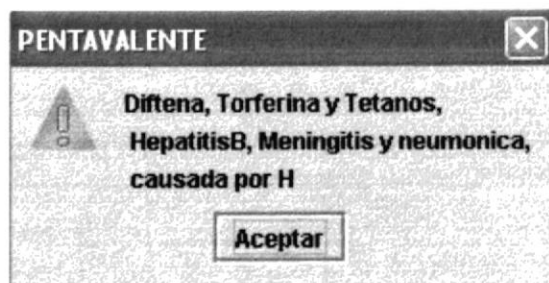 PENTAVALENTE
Diftena, Torferina y Tetanos,
HepatitisB, Meningitis y neumonica,
causada por H
Aceptar